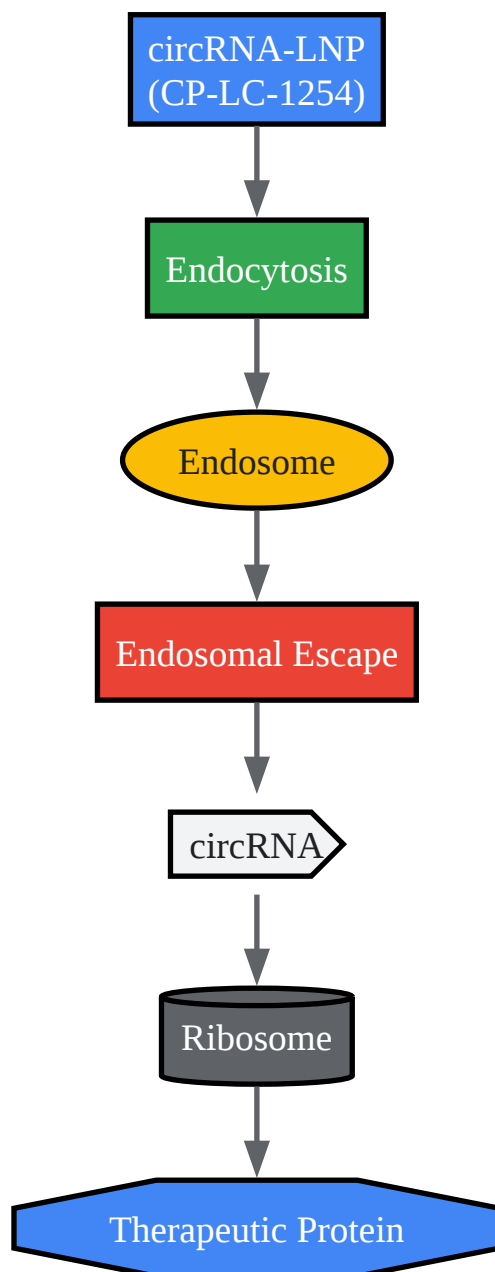 circRNA-LNP
(CP-LC-1254)
Endocytosis
Endosome
Endosomal Escape
circRNA
Ribosome
Therapeutic Protein